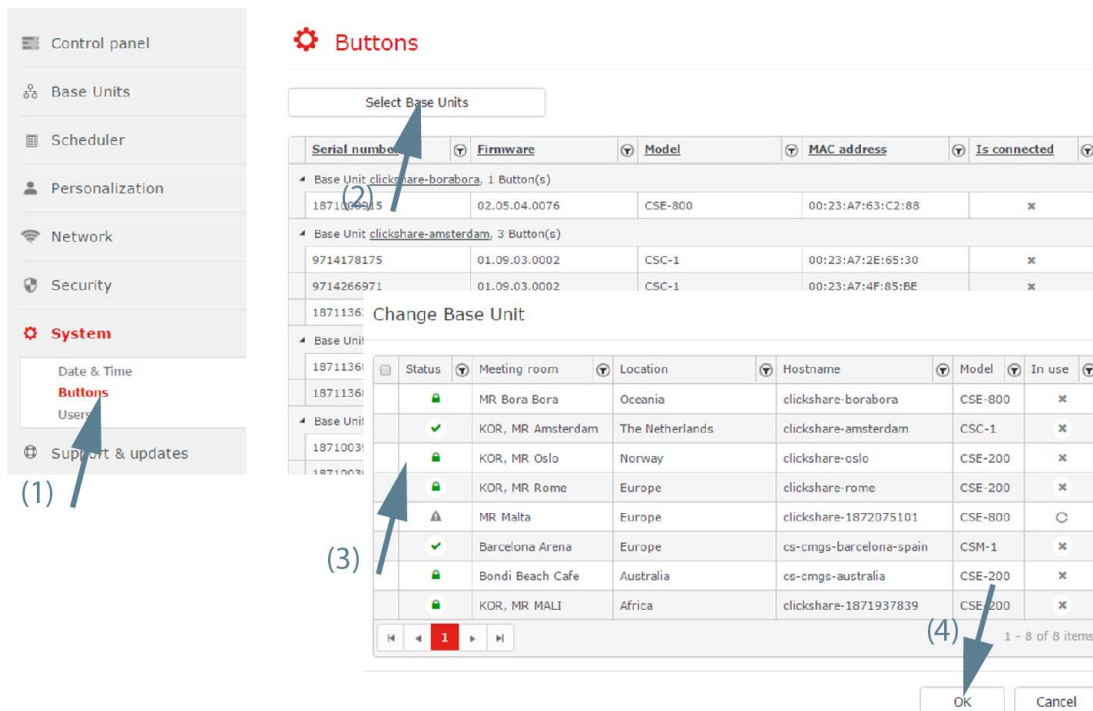 Control panel
Base Units
Scheduler
Personalization
Network
Security
System
Date & Time
Buttons
Users
Support & updates
(1)
Buttons
Select Base Units
(2)
Serial number Firmware Model MAC address Is connected
Base Unit clickshare-borabora, 1 Button(s)
02.05.04.0076 CSE-800 00:23:A7:63:C2:88
Base Unit clickshare-amsterdam, 3 Button(s)
9714178175 01.09.03.0002 CSC-1 00:23:A7:2E:65:30
9714266971 01.09.03.0002 CSC-1 00:23:A7:4F:85:BE
Base Unit
Base Unit
Change Base Unit
Status Meeting room Location Hostname Model In use
MR Bora Bora Oceania clickshare-borabora CSE-800
KOR, MR Amsterdam The Netherlands clickshare-amsterdam CSC-1
KOR, MR Oslo Norway clickshare-oslo CSE-200
KOR, MR Rome Europe clickshare-rome CSE-200
MR Malta Europe clickshare-1872075101 CSE-800
Barcelona Arena Europe cs-cmgs-barcelona-spain CSM-1
Bondi Beach Cafe Australia cs-cmgs-australia CSE-200
KOR, MR MALI Africa clickshare-1871937839 CSE-200
(3)
1
(4)
1 - 8 of 8 items
OK Cancel